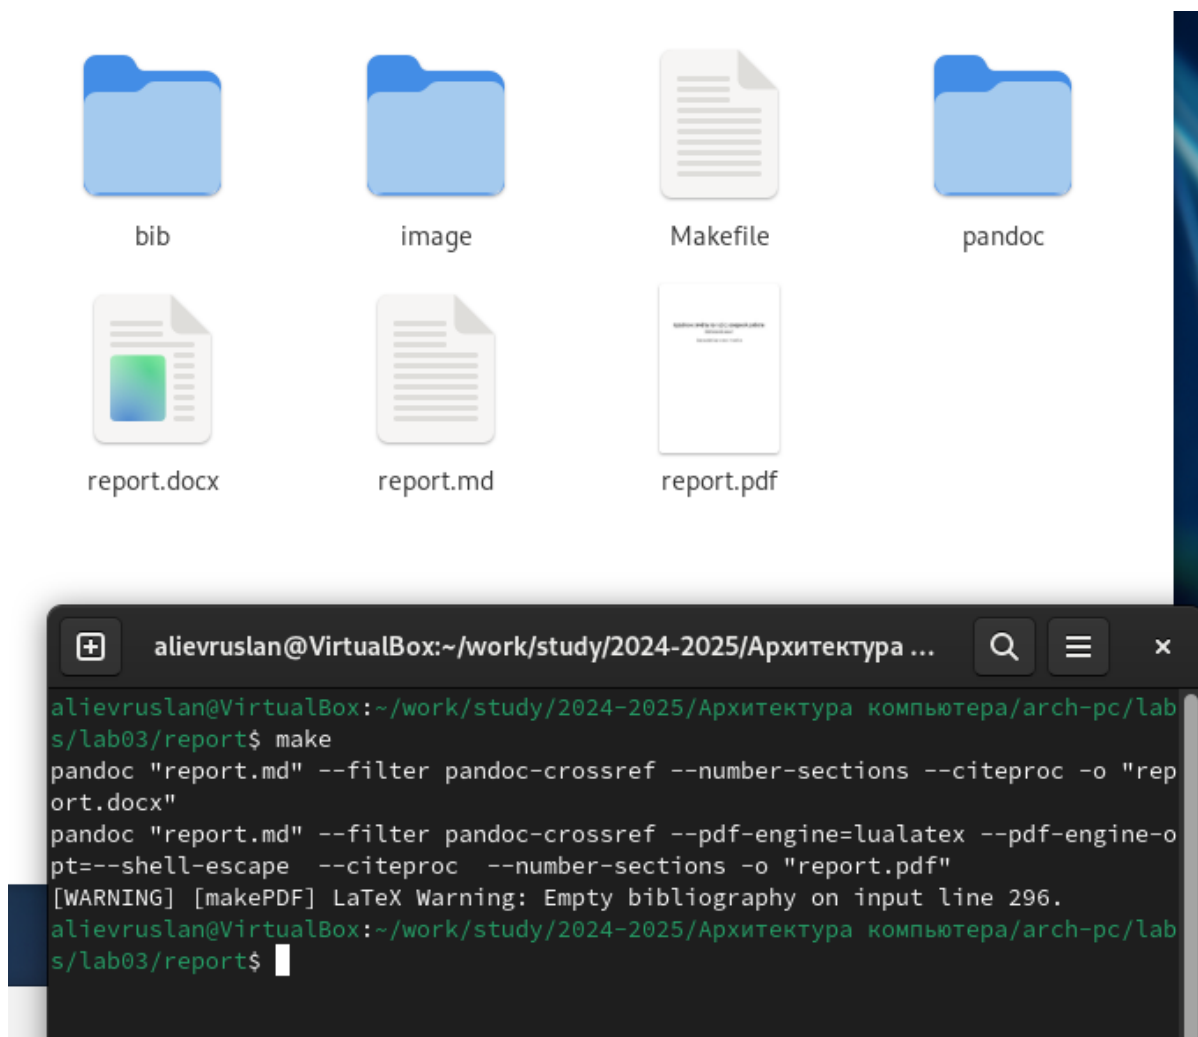 bib
image
Makefile
pandoc
report.docx
report.md
report.pdf
alievruslan@VirtualBox:~/work/study/2024-2025/Архитектура ...
alievruslan@VirtualBox:~/work/study/2024-2025/Архитектура компьютера/arch-pc/lab
s/lab03/report$ make
pandoc "report.md" --filter pandoc-crossref --number-sections --citeproc -o "rep
ort.docx"
pandoc "report.md" --filter pandoc-crossref --pdf-engine=lualatex --pdf-engine-o
pt=--shell-escape  --citeproc  --number-sections -o "report.pdf"
[WARNING] [makePDF] LaTeX Warning: Empty bibliography on input line 296.
alievruslan@VirtualBox:~/work/study/2024-2025/Архитектура компьютера/arch-pc/lab
s/lab03/report$